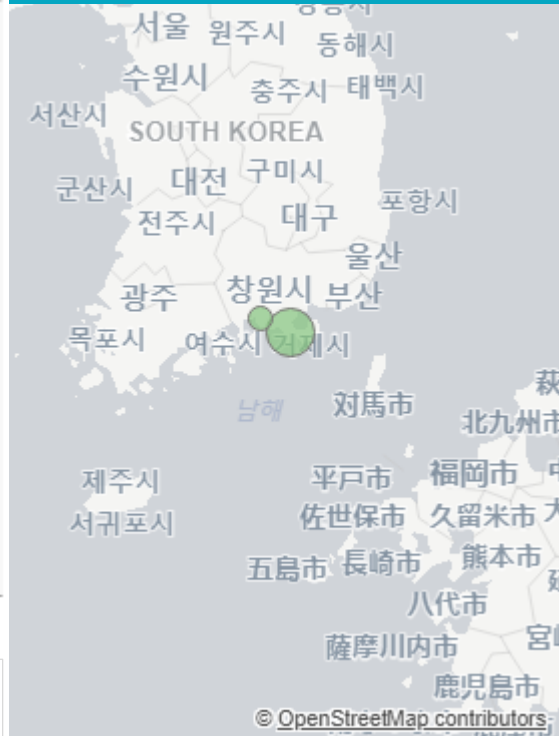 서울 원주시
동해시
수원시
충주시 태백시
서산시
SOUTH KOREA
대전 구미시
군산시
전주시 대구 포항시
울산
광주 창원시 부산
목포시 여수시 거제시
남해 対馬市
北九州市
제주시 平戸市 福岡市
서귀포시 佐世保市 久留米市
五島市 長崎市 熊本市
八代市
薩摩川内市
鹿児島市
© OpenStreetMap contributors.